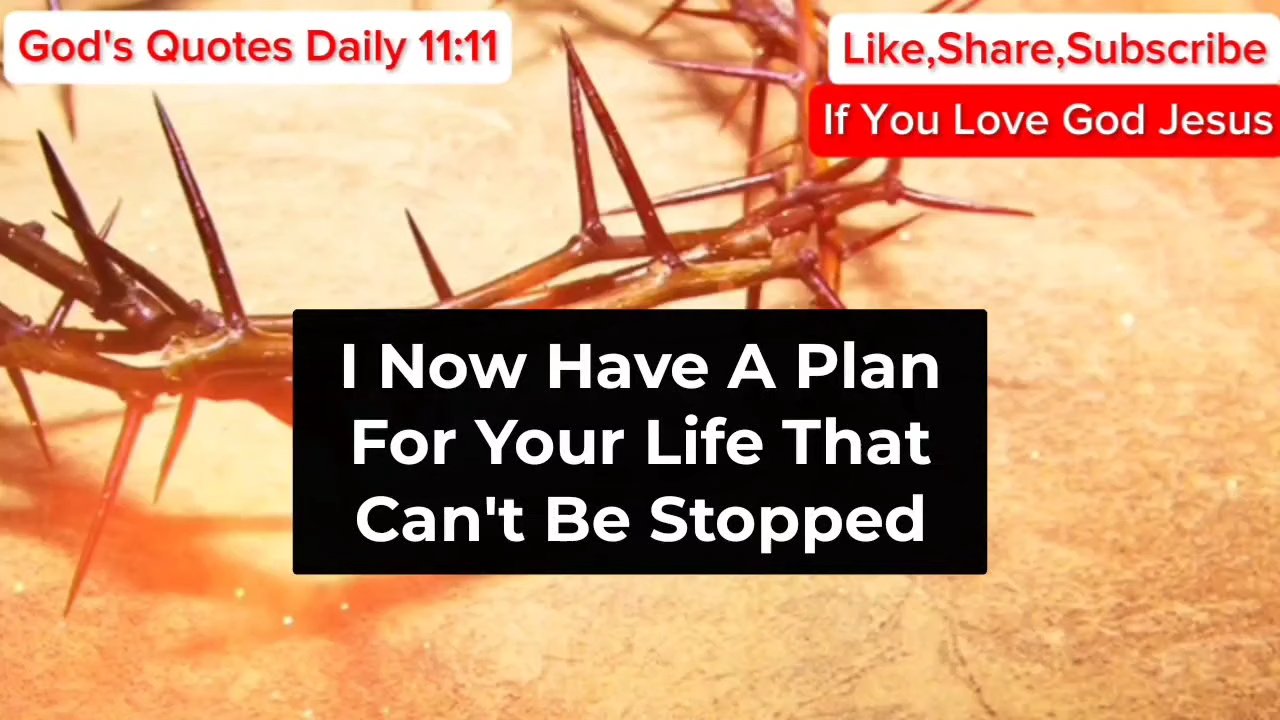 God's Quotes Daily 11:11
Like,Share,Subscribe
If You Love God Jesus
I Now Have A Plan
For Your Life That
Can't Be Stopped